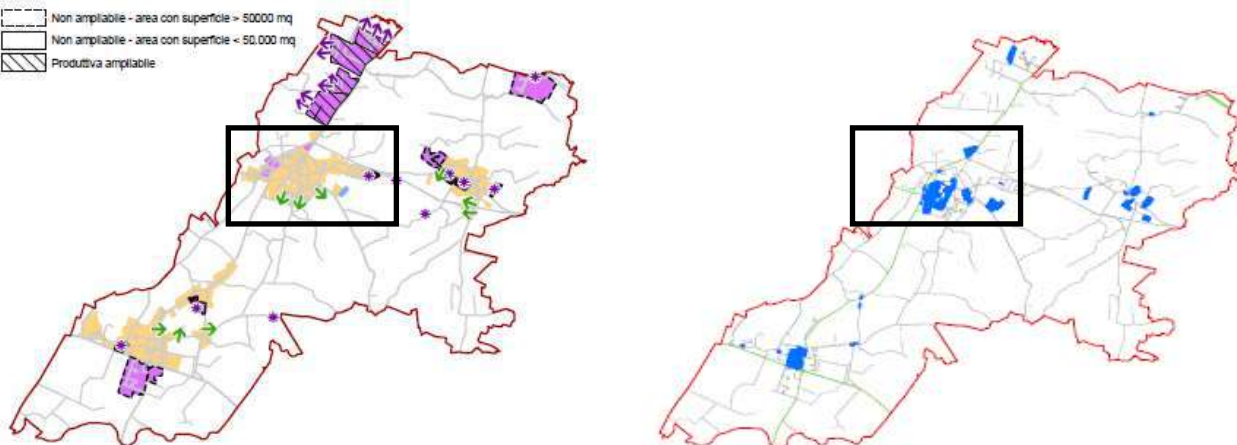 Non ampliabile - area con superficie > 50000 mq
Non ampliabile - area con superficie < 50.000 mq
Produttiva ampliabile